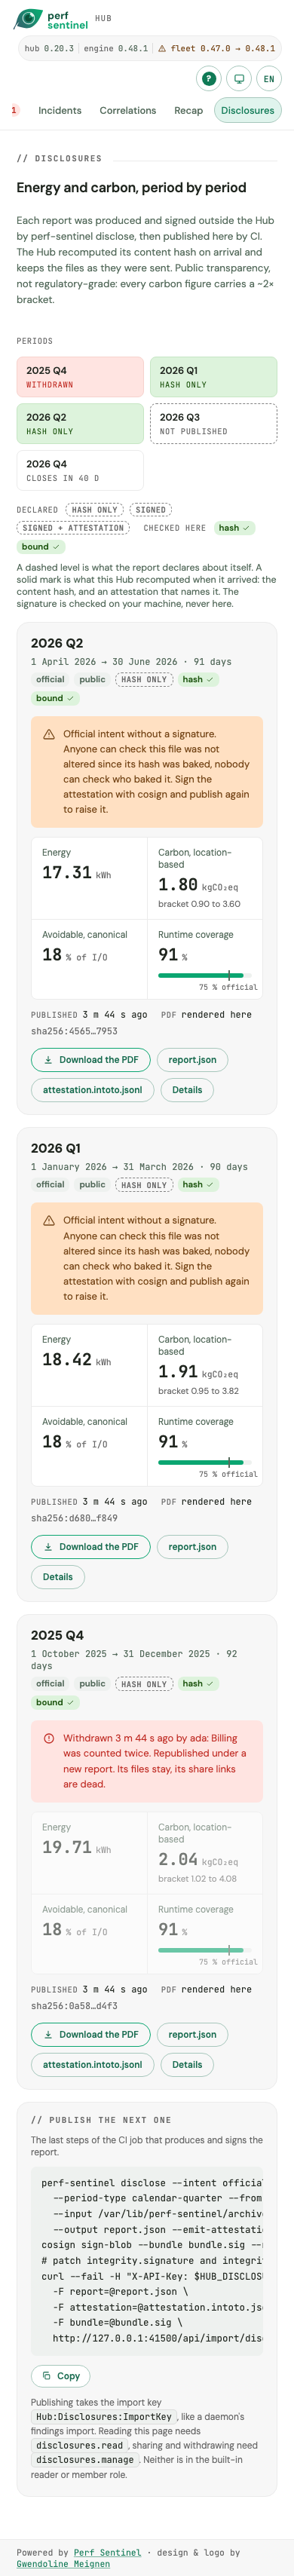 perf
sentinel
HUB
hub 0.20.3 engine 0.48.1 fleet 0.47.0 → 0.48.1
? EN
1 Incidents Correlations Recap Disclosures
// DISCLOSURES
Energy and carbon, period by period
Each report was produced and signed outside the Hub
by perf-sentinel disclose, then published here by CI.
The Hub recomputed its content hash on arrival and
keeps the files as they were sent. Public transparency,
not regulatory-grade: every carbon figure carries a ~2×
bracket.
PERIODS
2025 Q4
WITHDRAWN
2026 Q1
HASH ONLY
2026 Q2
HASH ONLY
2026 Q3
NOT PUBLISHED
2026 Q4
CLOSES IN 40 D
DECLARED HASH ONLY SIGNED
SIGNED + ATTESTATION CHECKED HERE hash ✓
bound ✓
A dashed level is what the report declares about itself. A
solid mark is what this Hub recomputed when it arrived: the
content hash, and an attestation that names it. The
signature is checked on your machine, never here.
2026 Q2
1 April 2026 → 30 June 2026 · 91 days
official public HASH ONLY hash ✓
bound ✓
Official intent without a signature.
Anyone can check this file was not
altered since its hash was baked, nobody
can check who baked it. Sign the
attestation with cosign and publish again
to raise it.
Energy
17.31 kWh
Carbon, location-
based
1.80 kgCO₂eq
bracket 0.90 to 3.60
Avoidable, canonical
18 % of I/O
Runtime coverage
91 %
75 % official
PUBLISHED 3 m 44 s ago PDF rendered here
sha256:4565…7953
Download the PDF report.json
attestation.intoto.jsonl Details
2026 Q1
1 January 2026 → 31 March 2026 · 90 days
official public HASH ONLY hash ✓
Official intent without a signature.
Anyone can check this file was not
altered since its hash was baked, nobody
can check who baked it. Sign the
attestation with cosign and publish again
to raise it.
Energy
18.42 kWh
Carbon, location-
based
1.91 kgCO₂eq
bracket 0.95 to 3.82
Avoidable, canonical
18 % of I/O
Runtime coverage
91 %
75 % official
PUBLISHED 3 m 44 s ago PDF rendered here
sha256:d680…f849
Download the PDF report.json
Details
2025 Q4
1 October 2025 → 31 December 2025 · 92
days
official public HASH ONLY hash ✓
bound ✓
Withdrawn 3 m 44 s ago by ada: Billing
was counted twice. Republished under a
new report. Its files stay, its share links
are dead.
Energy
19.71 kWh
Carbon, location-
based
2.04 kgCO₂eq
bracket 1.02 to 4.08
Avoidable, canonical
18 % of I/O
Runtime coverage
91 %
75 % official
PUBLISHED 3 m 44 s ago PDF rendered here
sha256:0a58…d4f3
Download the PDF report.json
attestation.intoto.jsonl Details
// PUBLISH THE NEXT ONE
The last steps of the CI job that produces and signs the
report.
perf-sentinel disclose --intent official
--period-type calendar-quarter --from
--input /var/lib/perf-sentinel/archive
--output report.json --emit-attestatio
cosign sign-blob --bundle bundle.sig --
# patch integrity.signature and integrit
curl --fail -H "X-API-Key: $HUB_DISCLOSU
-F report=@report.json \
-F attestation=@attestation.intoto.jso
-F bundle=@bundle.sig \
http://127.0.0.1:41500/api/import/disc
Copy
Publishing takes the import key
Hub:Disclosures:ImportKey, like a daemon's
findings import. Reading this page needs
disclosures.read, sharing and withdrawing need
disclosures.manage. Neither is in the built-in
reader or member role.
Powered by Perf Sentinel · design & logo by
Gwendoline Meignen